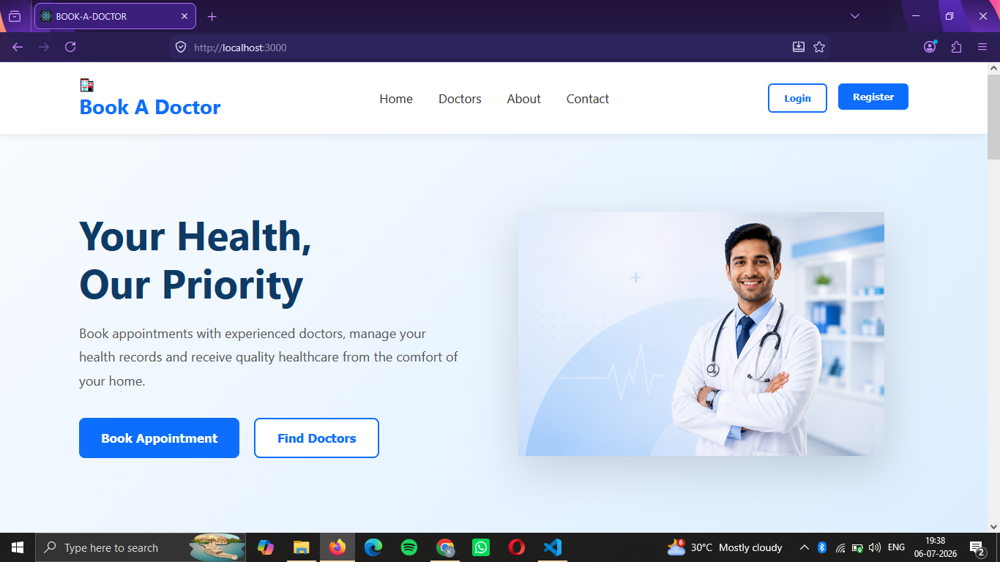 BOOK-A-DOCTOR
http://localhost:3000
Book A Doctor
Home
Doctors
About
Contact
Login
Register
Your Health,
Our Priority
Book appointments with experienced doctors, manage your
health records and receive quality healthcare from the comfort of
your home.
Book Appointment
Find Doctors
Type here to search
K
6
30°C Mostly cloudy
ENG
19:38
06-07-2026
2